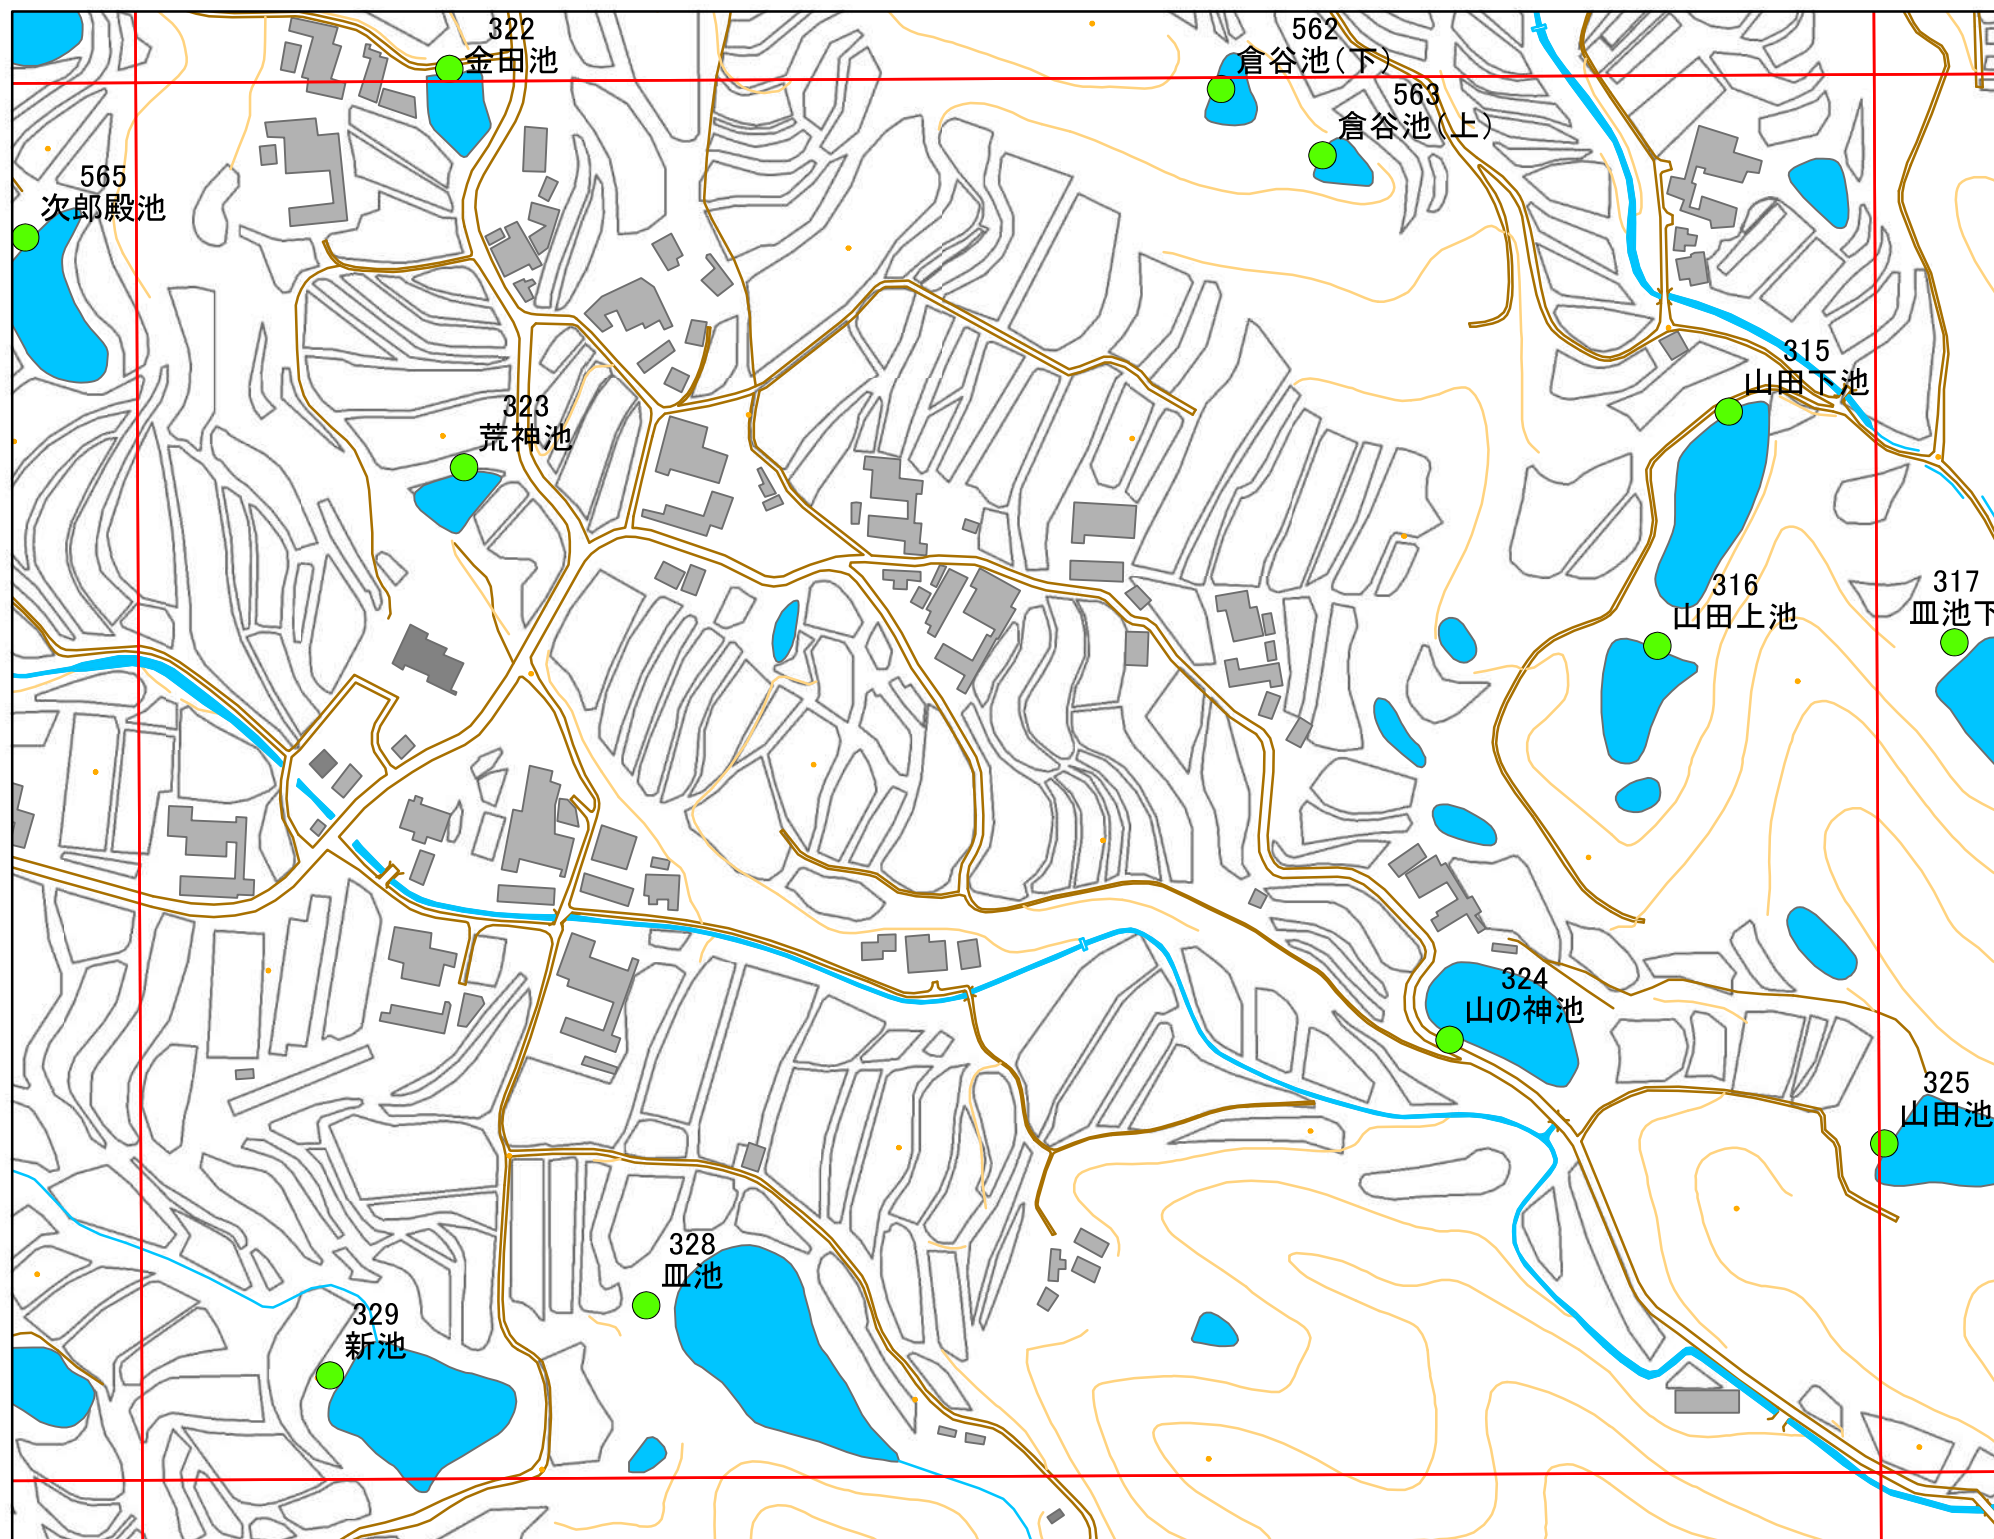 322
金田池
562
倉谷池(下)
563
倉谷池(上)
565
次郎殿池
315
山田下池
323
荒神池
316
山田上池
317
皿池下
324
山の神池
325
山田池
328
皿池
329
新池